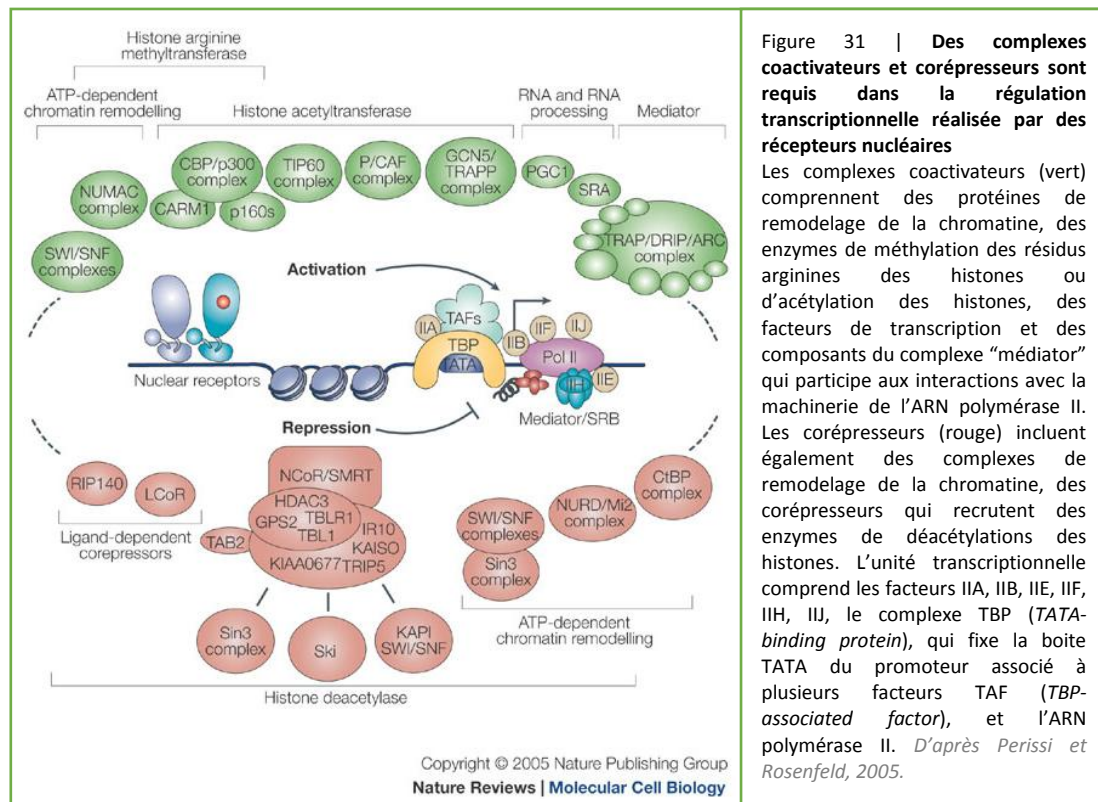 Histone arginine
methyltransferase
ATP-dependent
chromatin remodelling
Histone acetyltransferase
RNA and RNA
processing
Mediator
CBP/p300
complex
TIP60
complex
P/CAF
complex
GCN5/
TRAPP
complex
PGC1
SRA
NUMAC
complex
CARM1
p160s
SWI/SNF
complexes
TRAP/DRIP/ARC
complex
Activation
TAFs
IIA
TBP
TATA
IIB
IIF
IIJ
Pol II
IIH
IIE
Nuclear receptors
Mediator/SRB
Repression
RIP140
LCoR
Ligand-dependent
corepressors
NCoR/SMRT
HDAC3
GPS2
TBLR1
TBL1
IR10
KAISO
TAB2
KIAA0677
TRIP5
SWI/SNF
complexes
Sin3
complex
NURD/Mi2
complex
CtBP
complex
ATP-dependent
chromatin remodelling
Sin3
complex
Ski
KAPI
SWI/SNF
Histone deacetylase
Copyright © 2005 Nature Publishing Group
Nature Reviews | Molecular Cell Biology
Figure 31 | Des complexes
coactivateurs et corépresseurs sont
requis dans la régulation
transcriptionnelle réalisée par des
récepteurs nucléaires
Les complexes coactivateurs (vert)
comprennent des protéines de
remodelage de la chromatine, des
enzymes de méthylation des résidus
arginines des histones ou
d’acétylation des histones, des
facteurs de transcription et des
composants du complexe “médiator”
qui participe aux interactions avec la
machinerie de l’ARN polymérase II.
Les corépresseurs (rouge) incluent
également des complexes de
remodelage de la chromatine, des
corépresseurs qui recrutent des
enzymes de déacétylations des
histones. L’unité transcriptionnelle
comprend les facteurs IIA, IIB, IIE, IIF,
IIH, IIJ, le complexe TBP (TATA-
binding protein), qui fixe la boite
TATA du promoteur associé à
plusieurs facteurs TAF (TBP-
associated factor), et l’ARN
polymérase II. D’après Perissi et
Rosenfeld, 2005.